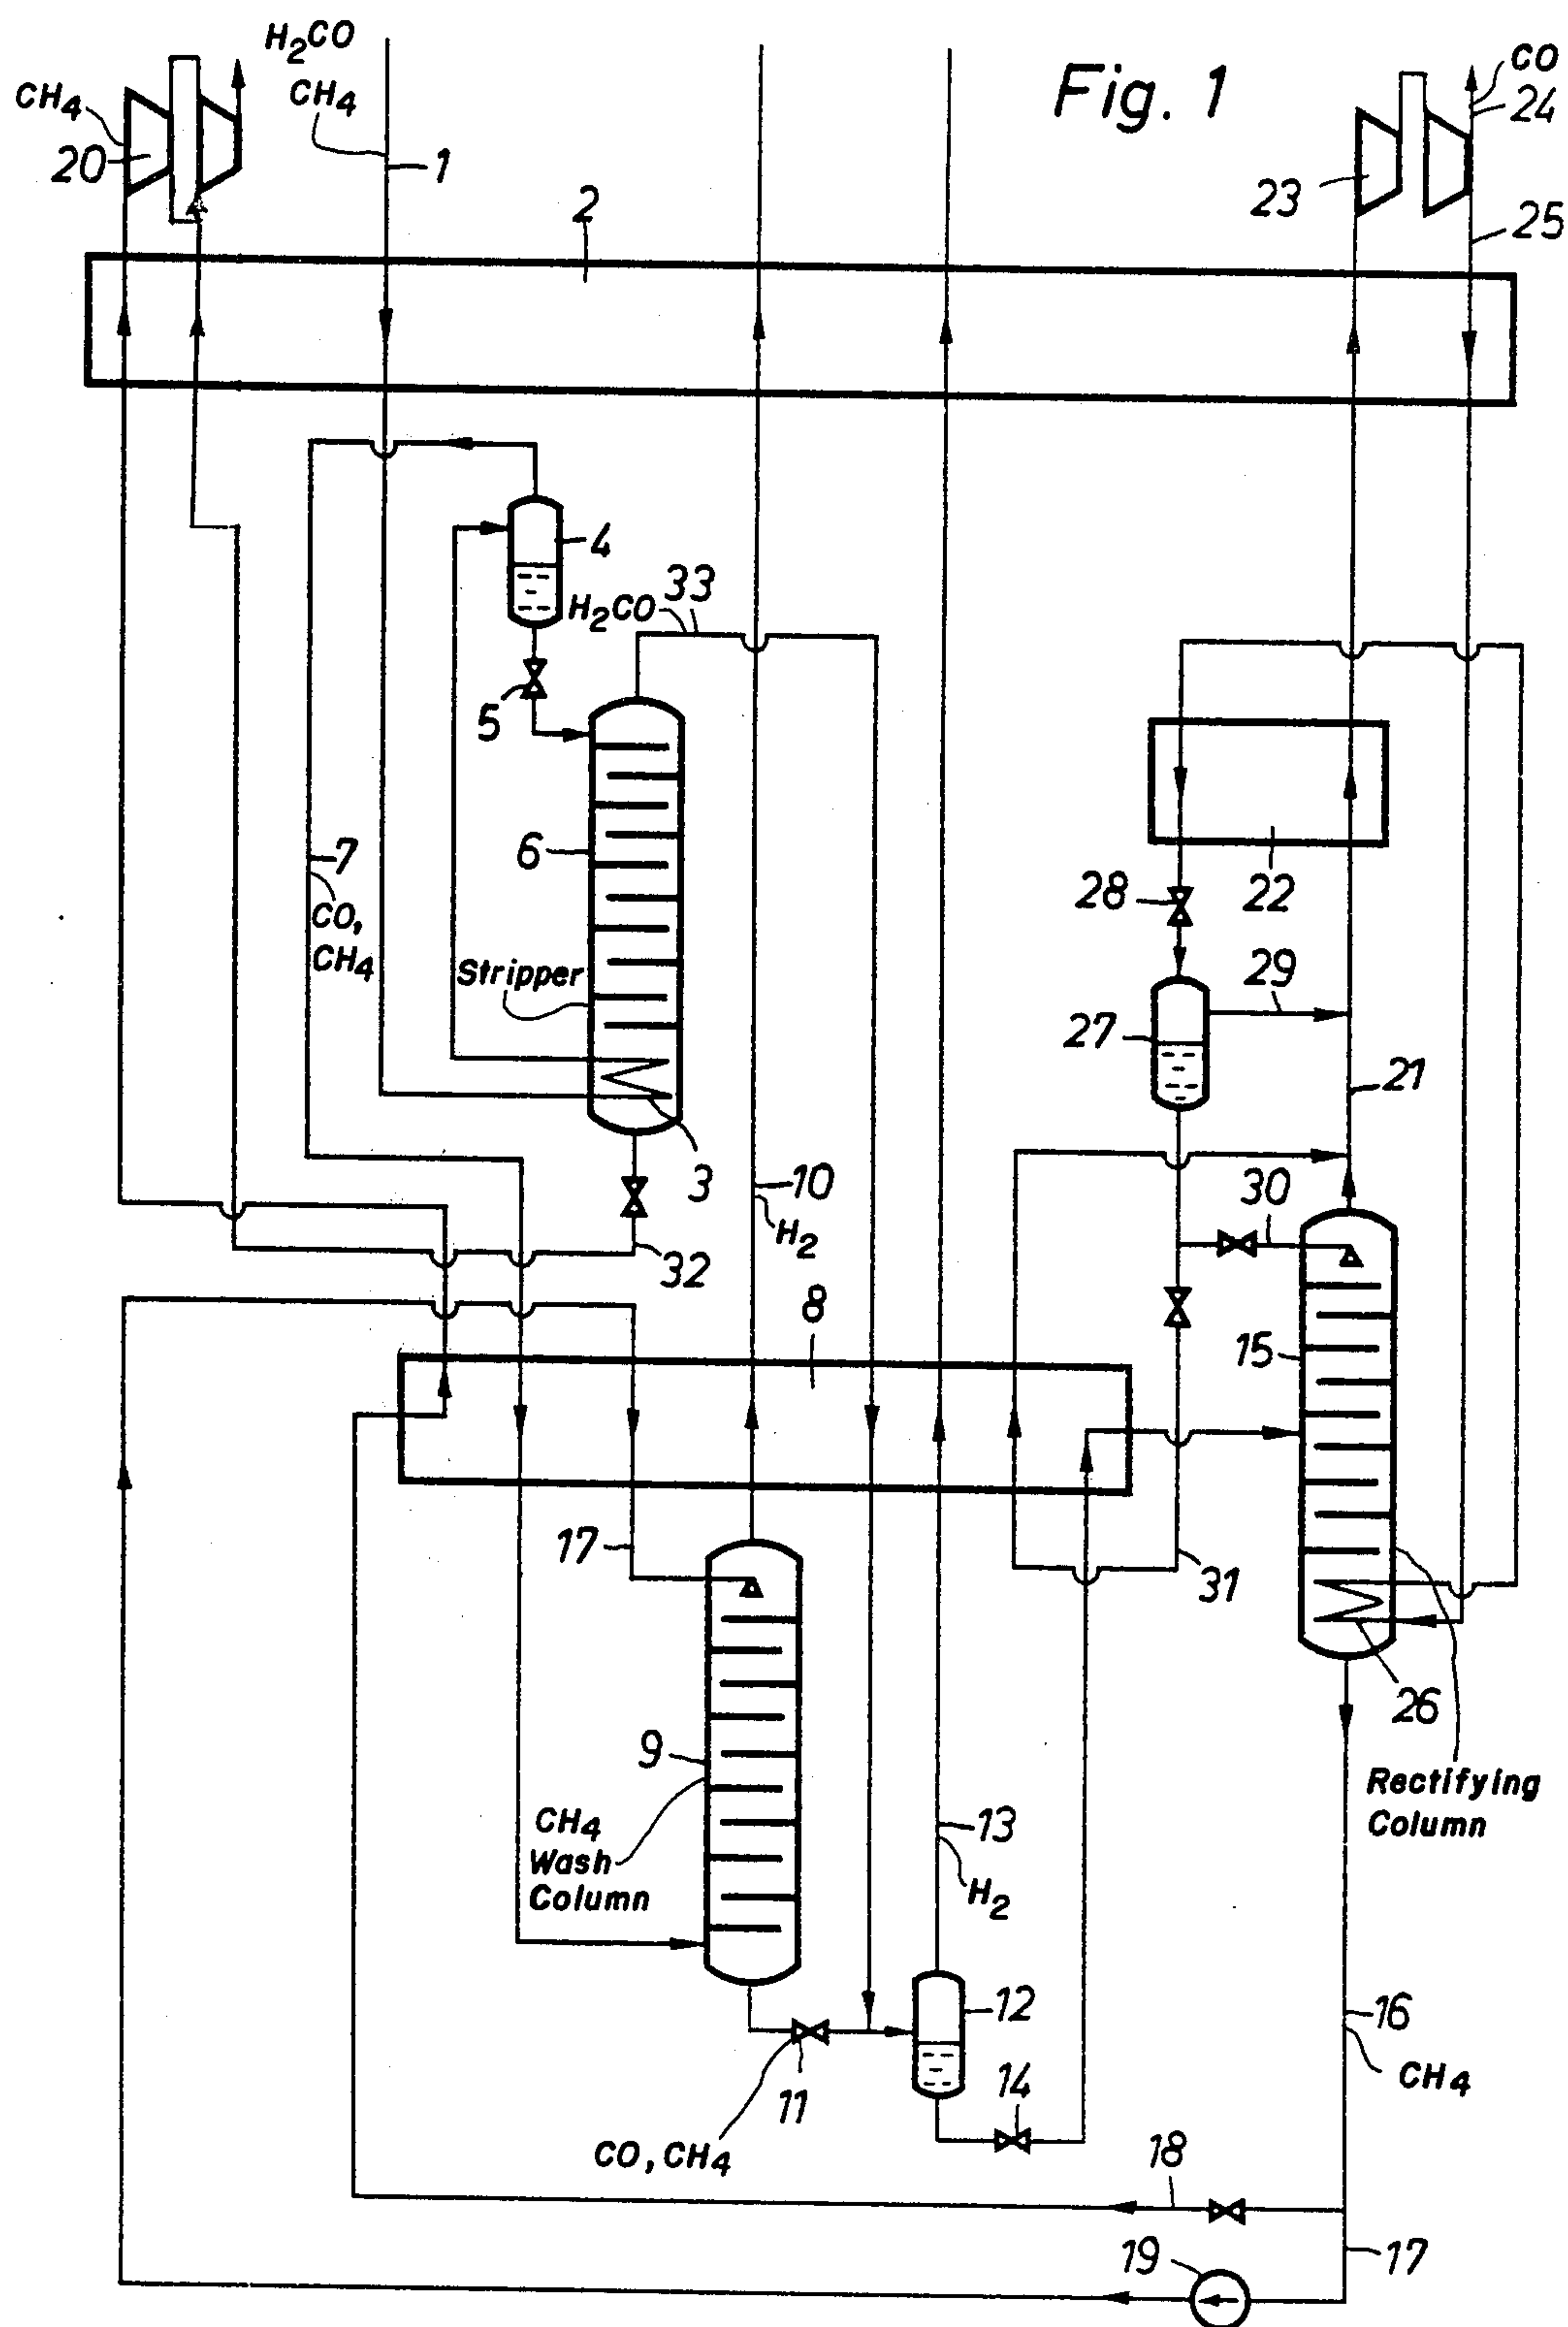 H2CO
CH4
CH4
20
1
2
Fig. 1
CO
24
23
25
4
H2CO
33
5
6
7
CO,
CH4
Stripper
3
10
H2
32
8
22
28
29
27
21
30
15
31
17
9
CH4
Wash
Column
26
Rectifying
Column
13
H2
12
11
14
CO, CH4
16
CH4
18
17
19